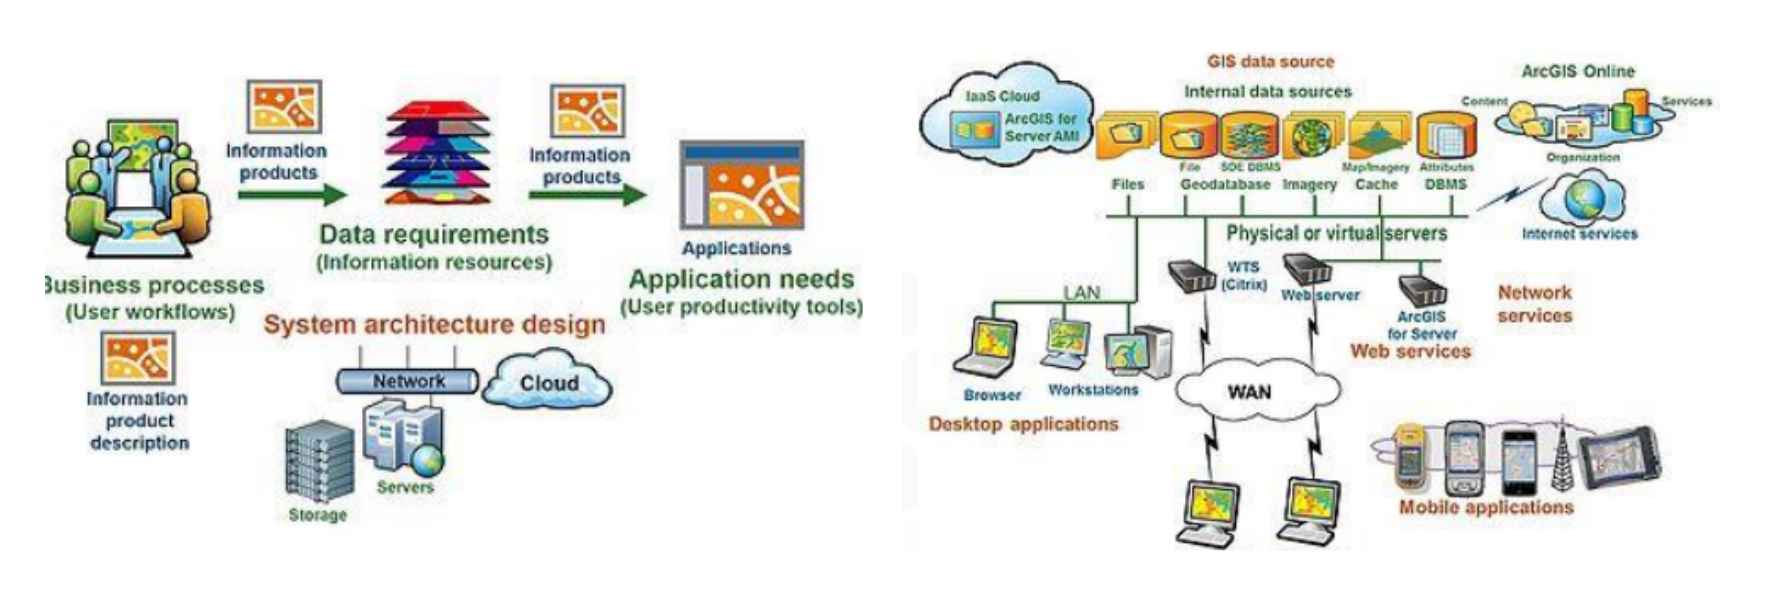 Information
products
Information
products
Data requirements
(Information resources)
Applications
Application needs
(User productivity tools)
Business processes
(User workflows)
Information
product
description
System architecture design
Network
Cloud
Servers
Storage
GIS data source
Internal data sources
IaaS Cloud
ArcGIS for
Server AMI
ArcGIS Online
Content
Services
Organization
File
SDE DBMS
Map/Imagery
Attributes
Files
Geodatabase
Imagery
Cache
DBMS
Internet services
Physical or virtual servers
WTS
(Citrix)
Web server
ArcGIS
for Server
Web services
Network
services
LAN
Browser
Workstations
Desktop applications
WAN
Mobile applications